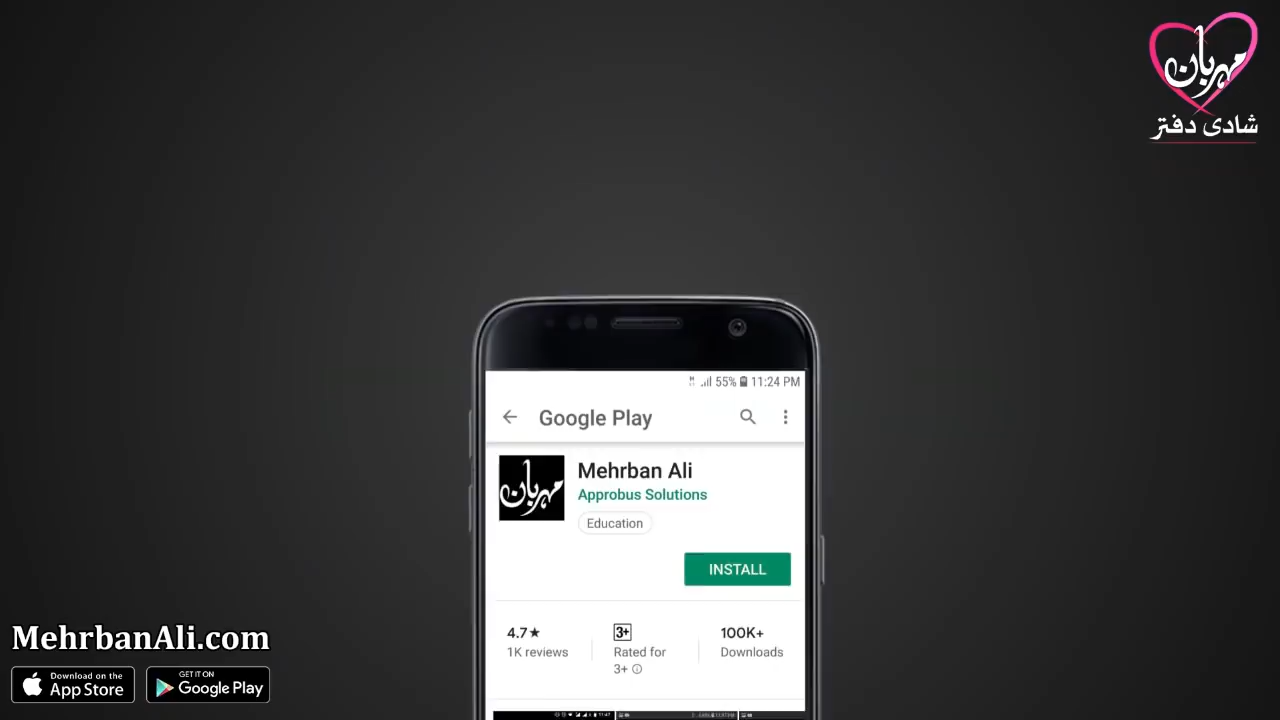 مہربان
شادی دفتر
55% 11:24 PM
Google Play
مہربان
Mehrban Ali
Approbus Solutions
Education
INSTALL
4.7★
1K reviews
3+
Rated for
3+
100K+
Downloads
MehrbanAli.com
Download on the
App Store
GET IT ON
Google Play